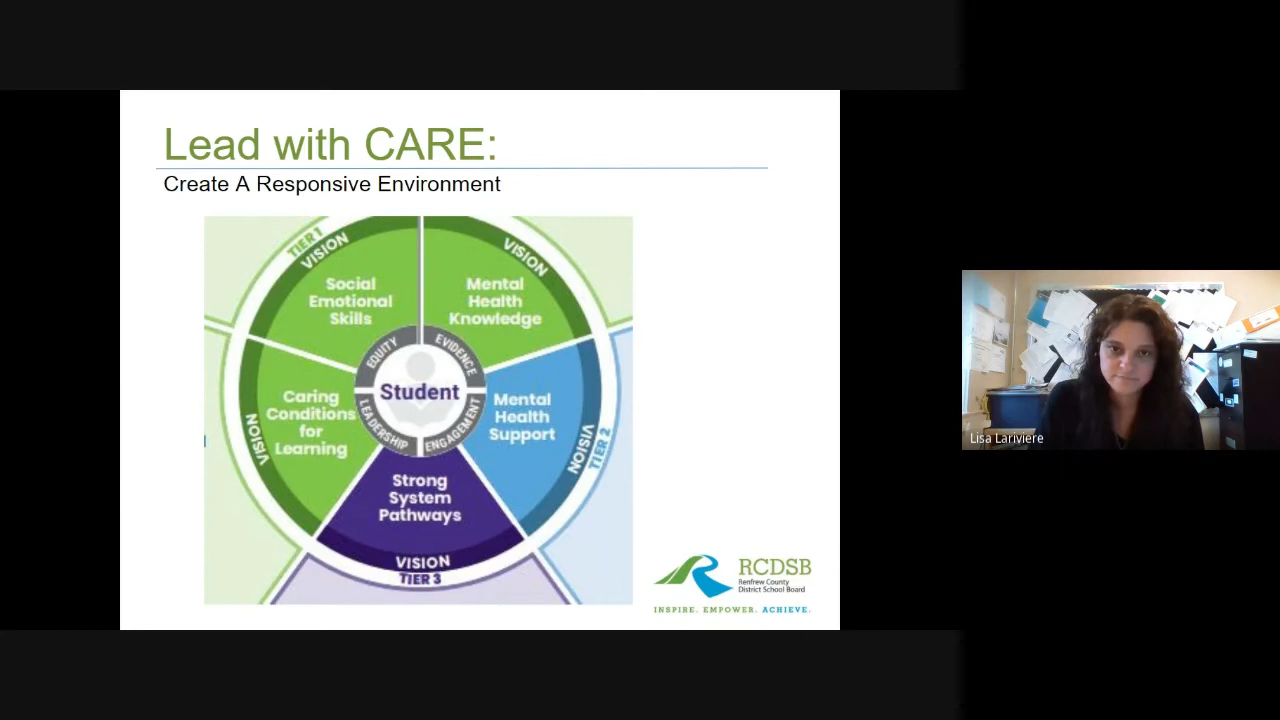 Lead with CARE:
Create A Responsive Environment
TIER 1
VISION
VISION
Social
Emotional
Skills
Mental
Health
Knowledge
EQUITY
EVIDENCE
Student
LEADERSHIP
ENGAGEMENT
Caring
Conditions
for
Learning
VISION
Mental
Health
Support
VISION
TIER 2
Strong
System
Pathways
VISION
TIER 3
RCDSB
Renfrew County
District School Board
INSPIRE. EMPOWER. ACHIEVE.
Lisa Lariviere